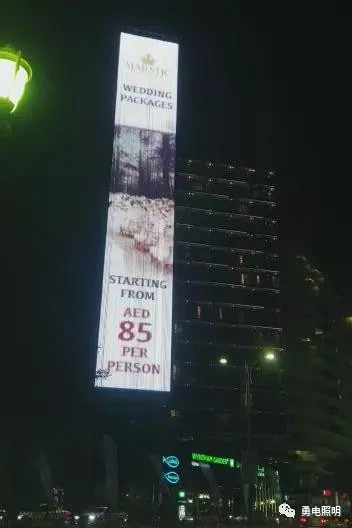 MAJESTIC
WEDDING
PACKAGES
STARTING
FROM
AED
85
PER
PERSON
WYNDHAM GARDEN
勇电照明